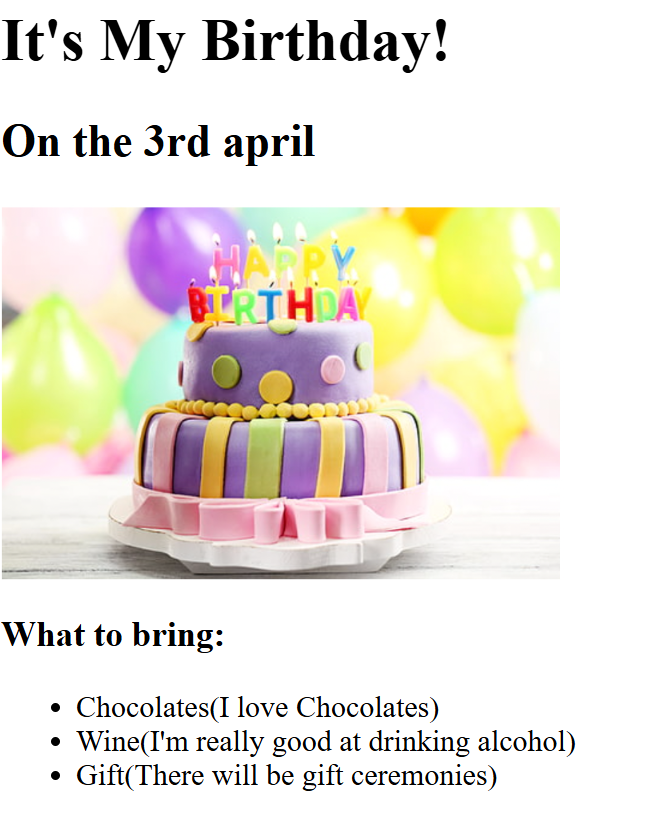 It's My Birthday!
On the 3rd april
HAPPY
BIRTHDAY
What to bring:
Chocolates(I love Chocolates)
Wine(I'm really good at drinking alcohol)
Gift(There will be gift ceremonies)